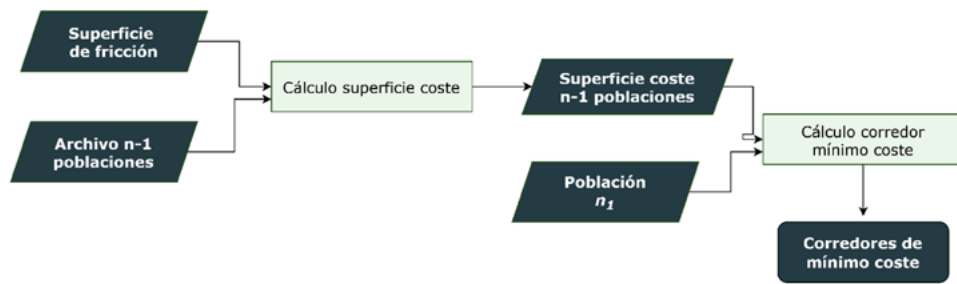 Superficie
de fricción
Cálculo superficie coste
Archivo n-1
poblaciones
Superficie coste
n-1 poblaciones
Población
n1
Cálculo corredor
mínimo coste
Corredores de
mínimo coste